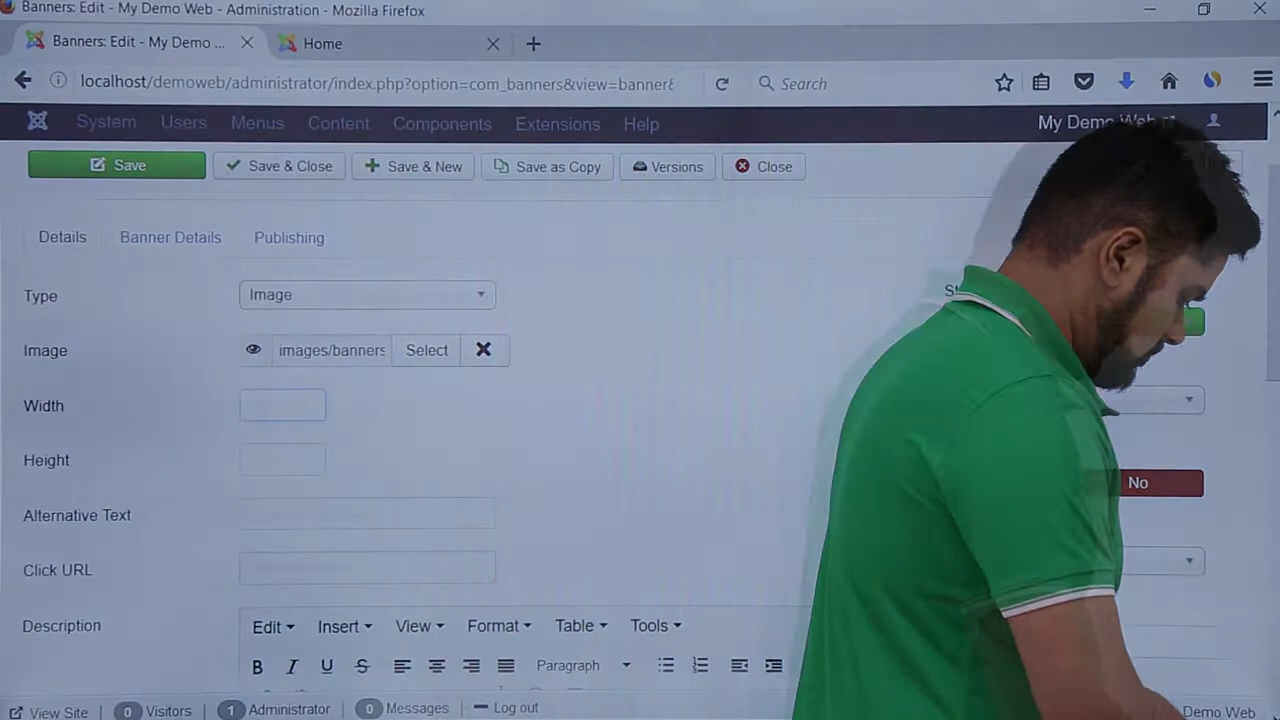 Banners: Edit - My Demo Web - Administration - Mozilla Firefox
Banners: Edit - My Demo ... Home
localhost/demoweb/administrator/index.php?option=com_banners&view=banner& Search
System Users Menus Content Components Extensions Help My Demo Web
Save Save & Close Save & New Save as Copy Versions Close
Details Banner Details Publishing
Type Image
Image images/banners Select
Width
Height
No
Alternative Text
Click URL
Description Edit Insert View Format Table Tools
B I U S Paragraph
View Site 0 Visitors 1 Administrator 0 Messages Log out Demo Web